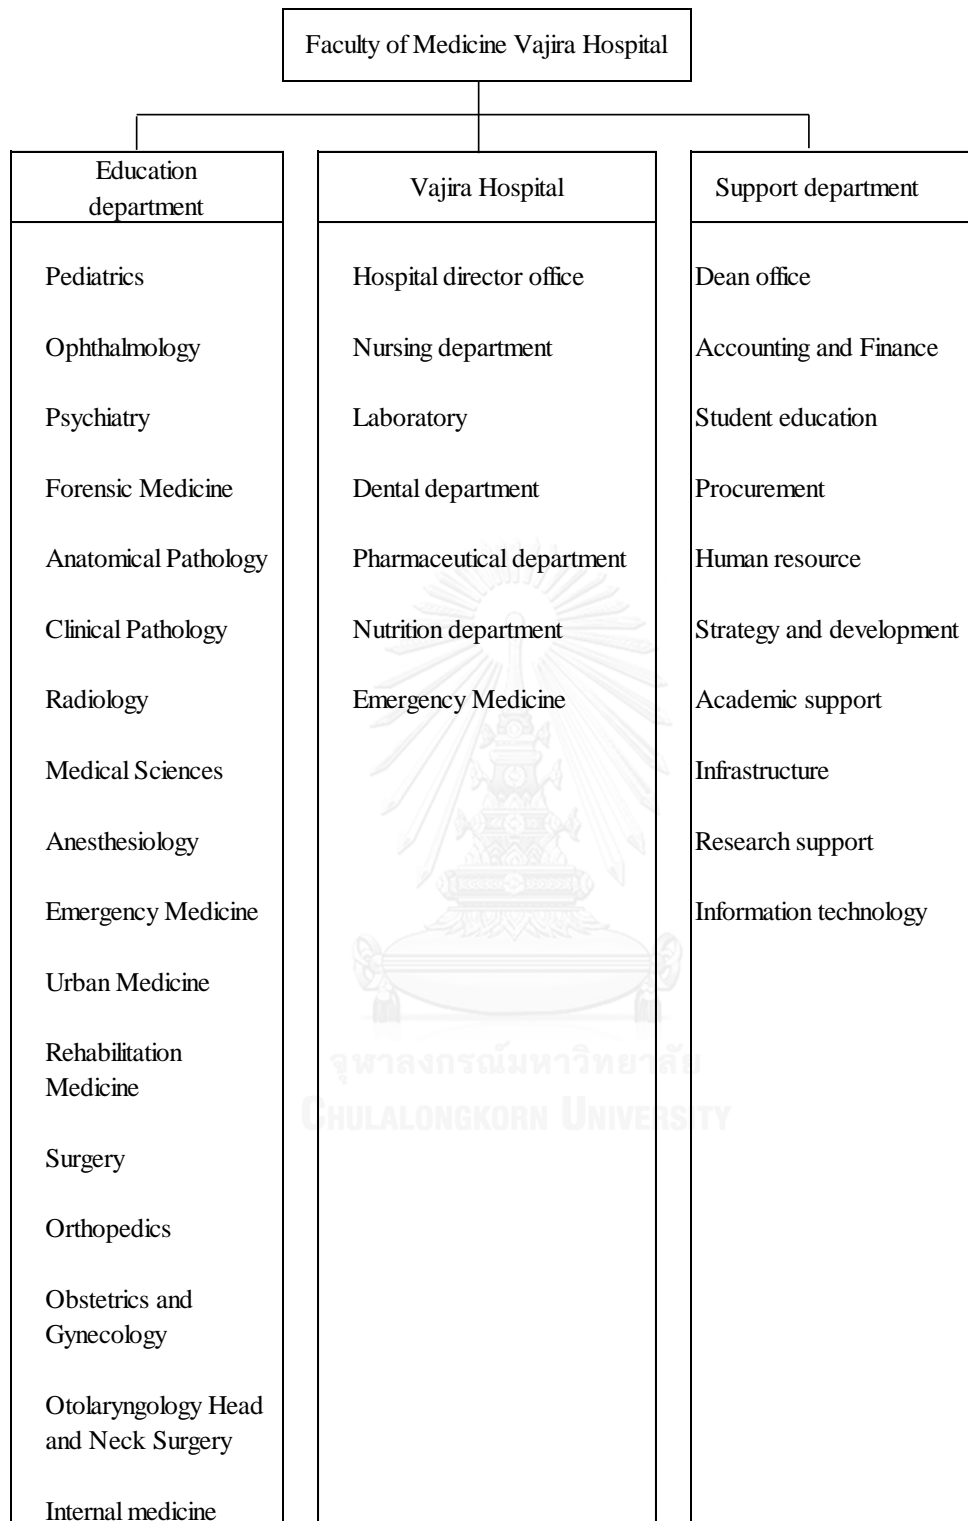 Faculty of Medicine Vajira Hospital
Education
department
Pediatrics
Ophthalmology
Psychiatry
Forensic Medicine
Anatomical Pathology
Clinical Pathology
Radiology
Medical Sciences
Anesthesiology
Emergency Medicine
Urban Medicine
Rehabilitation
Medicine
Surgery
Orthopedics
Obstetrics and
Gynecology
Otolaryngology Head
and Neck Surgery
Internal medicine
Vajira Hospital
Hospital director office
Nursing department
Laboratory
Dental department
Pharmaceutical department
Nutrition department
Emergency Medicine
Support department
Dean office
Accounting and Finance
Student education
Procurement
Human resource
Strategy and development
Academic support
Infrastructure
Research support
Information technology
จุฬาลงกรณ์มหาวิทยาลัย
CHULALONGKORN UNIVERSITY